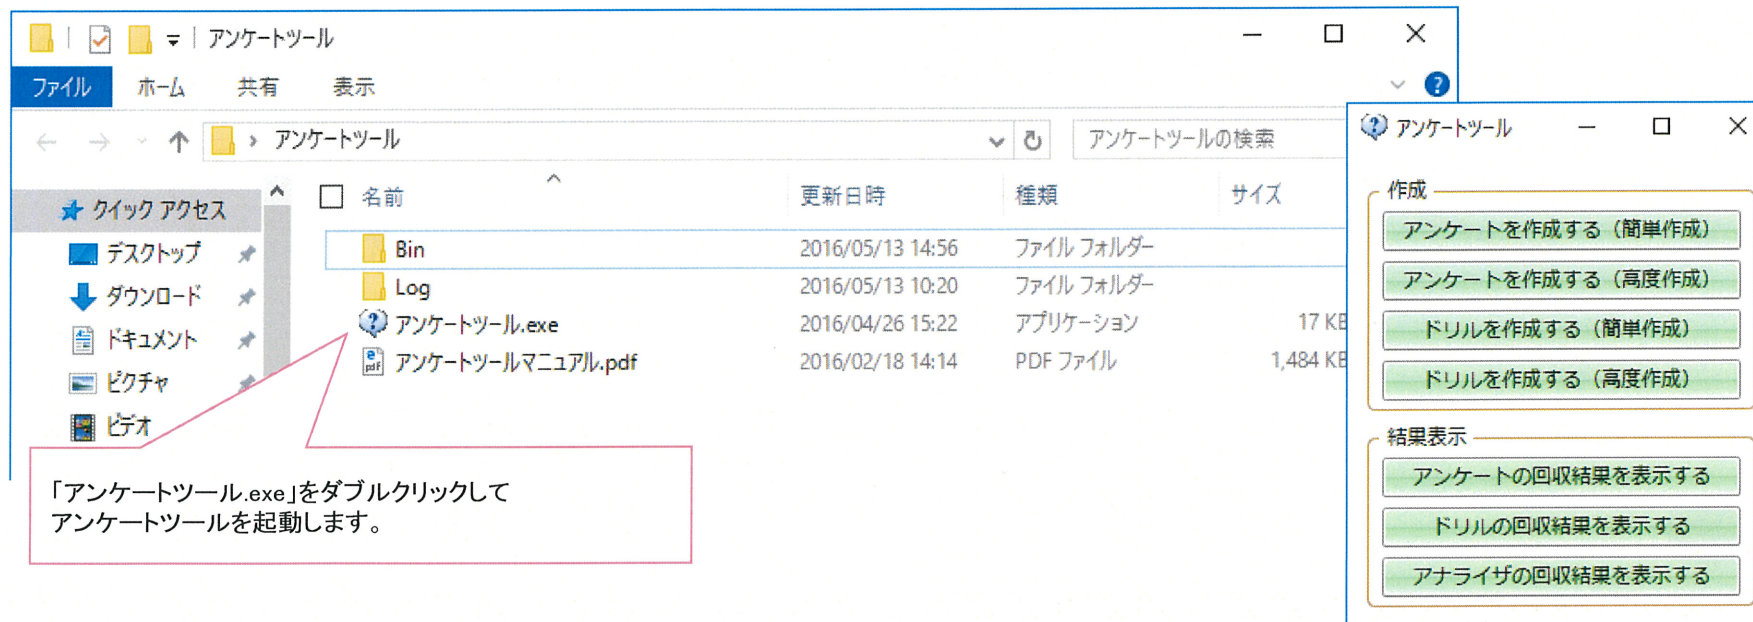 アンケートツール
ファイル ホーム 共有 表示
アンケートツール アンケートツールの検索
クイック アクセス
デスクトップ
ダウンロード
ドキュメント
ピクチャ
ビデオ
名前 更新日時 種類 サイズ
Bin 2016/05/13 14:56 ファイル フォルダー
Log 2016/05/13 10:20 ファイル フォルダー
アンケートツール.exe 2016/04/26 15:22 アプリケーション 17 KB
アンケートツールマニュアル.pdf 2016/02/18 14:14 PDF ファイル 1,484 KB
「アンケートツール.exe」をダブルクリックして
アンケートツールを起動します。
アンケートツール
作成
アンケートを作成する（簡単作成）
アンケートを作成する（高度作成）
ドリルを作成する（簡単作成）
ドリルを作成する（高度作成）
結果表示
アンケートの回収結果を表示する
ドリルの回収結果を表示する
アナライザの回収結果を表示する